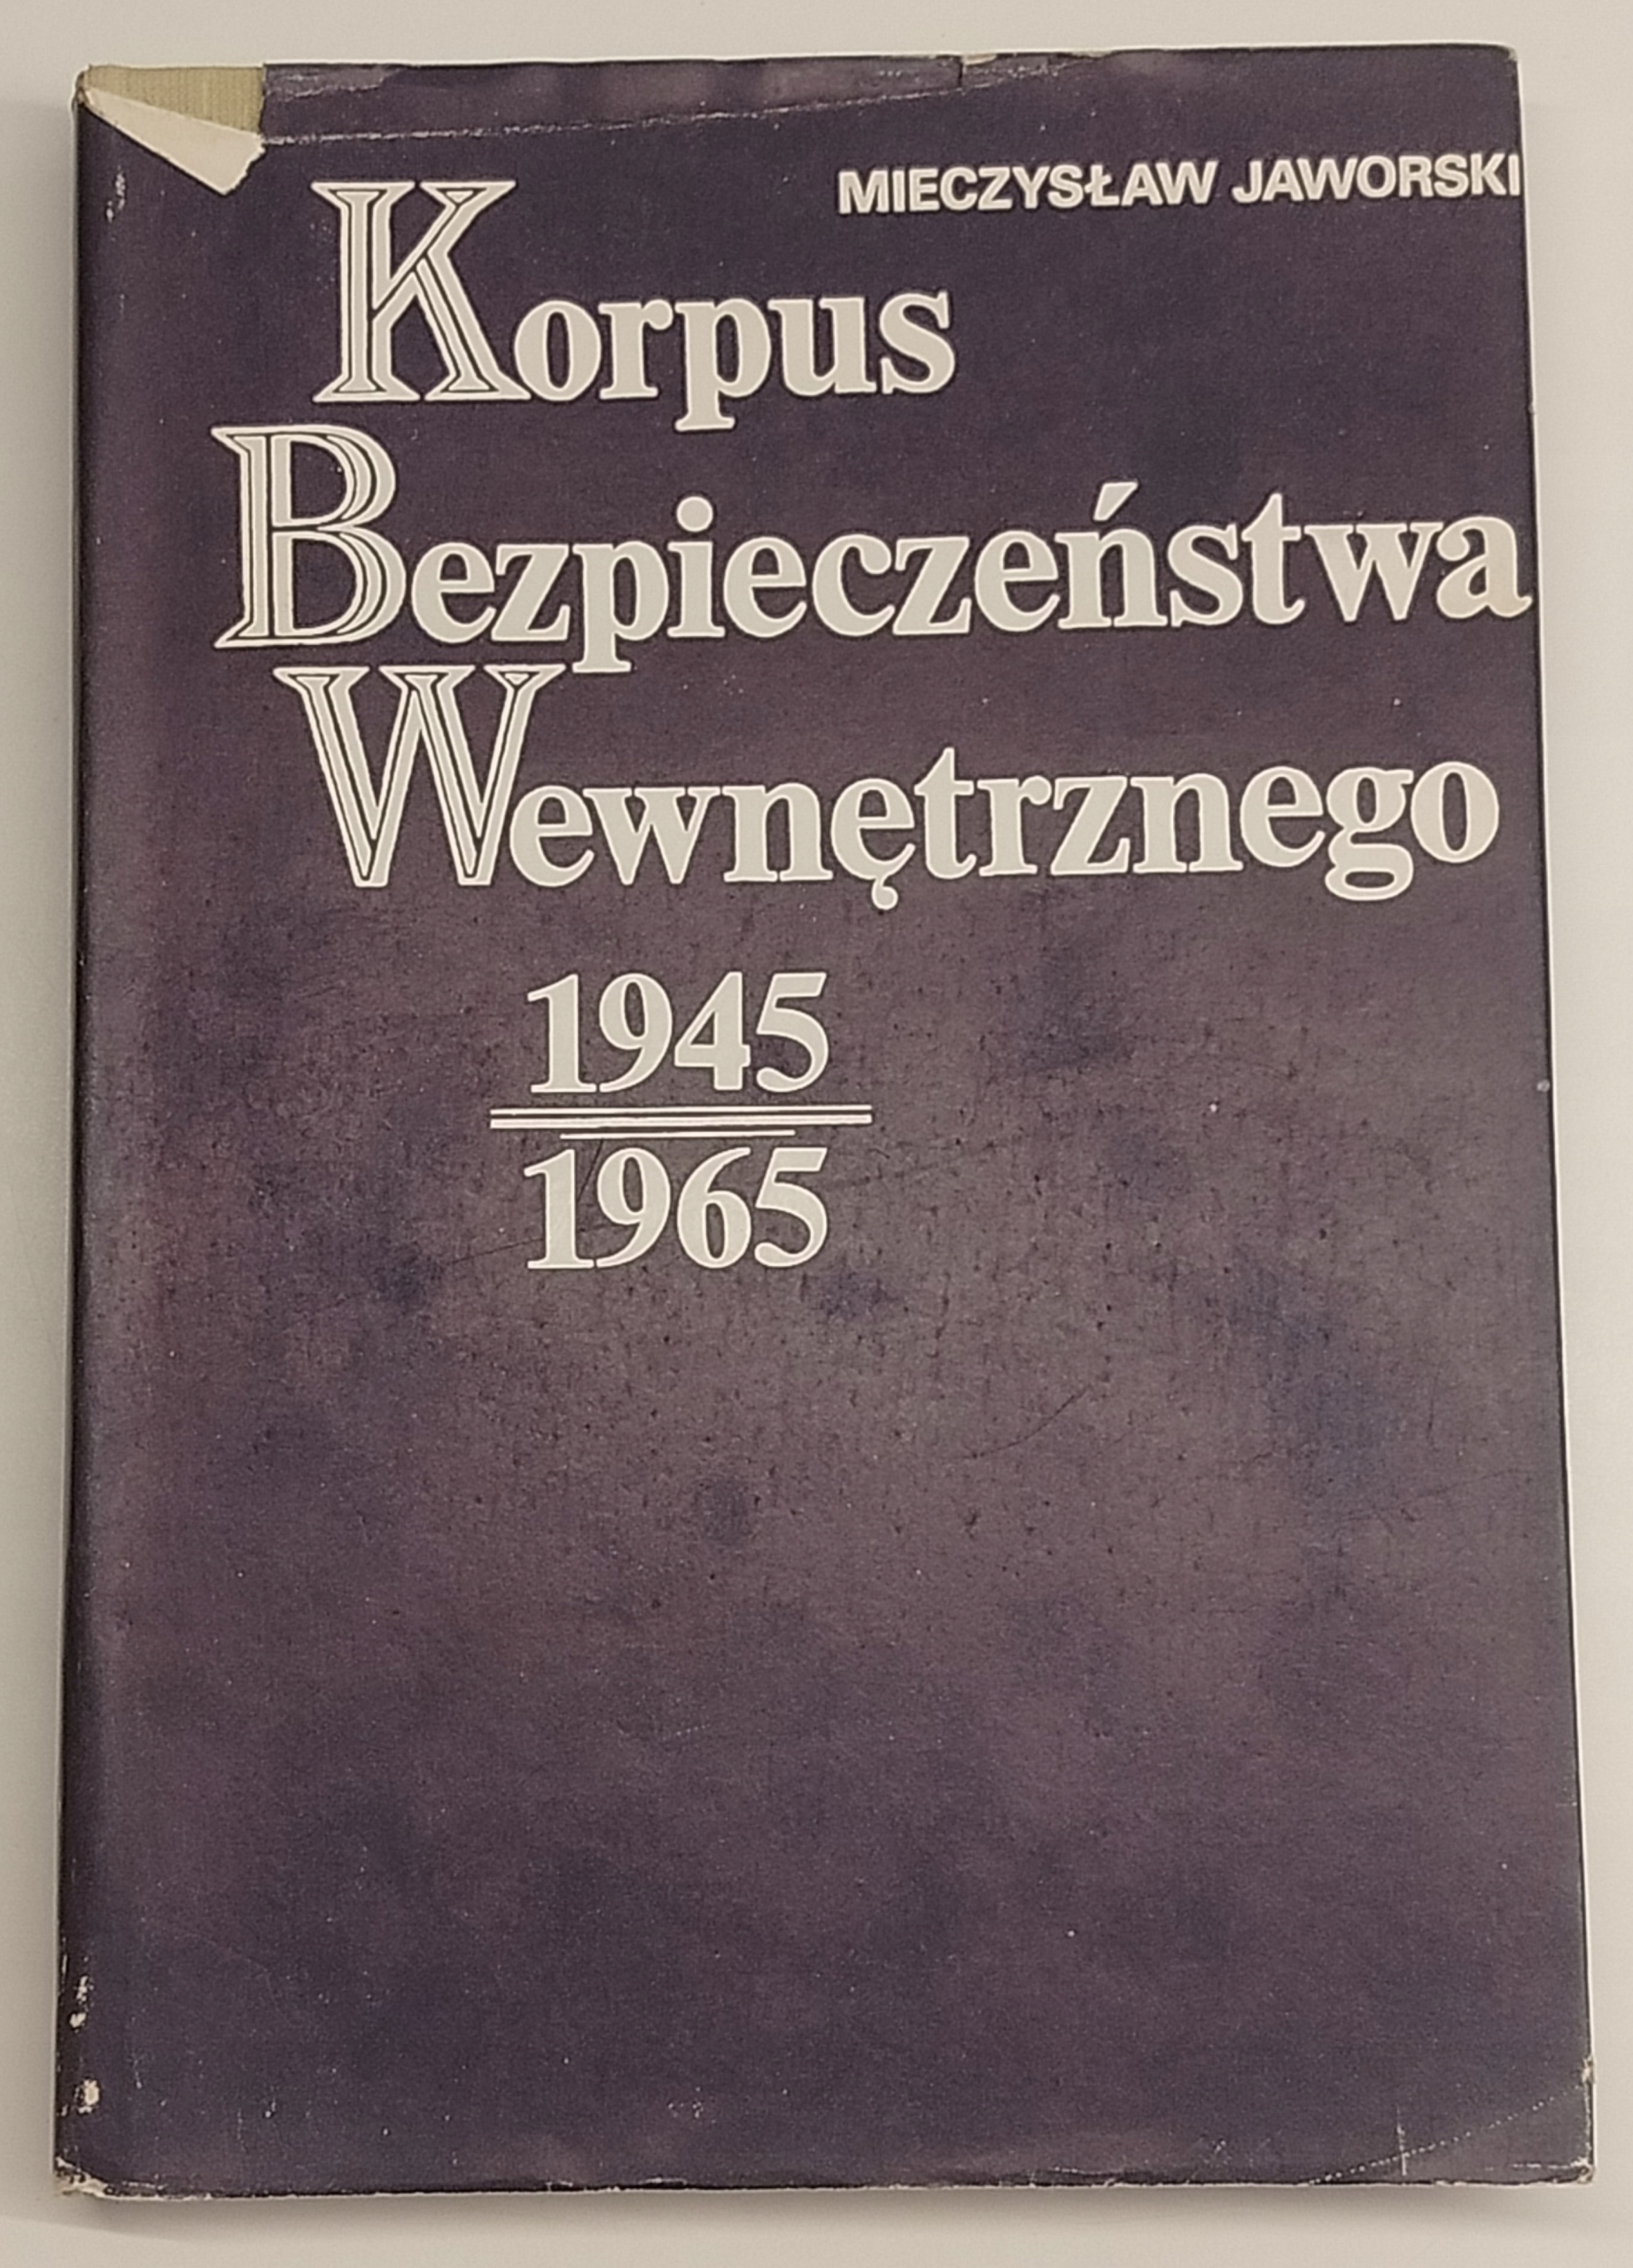 MIECZYSŁAW JAWORSKI
Korpus
Bezpieczeństwa
Wewnętrznego
1945
1965